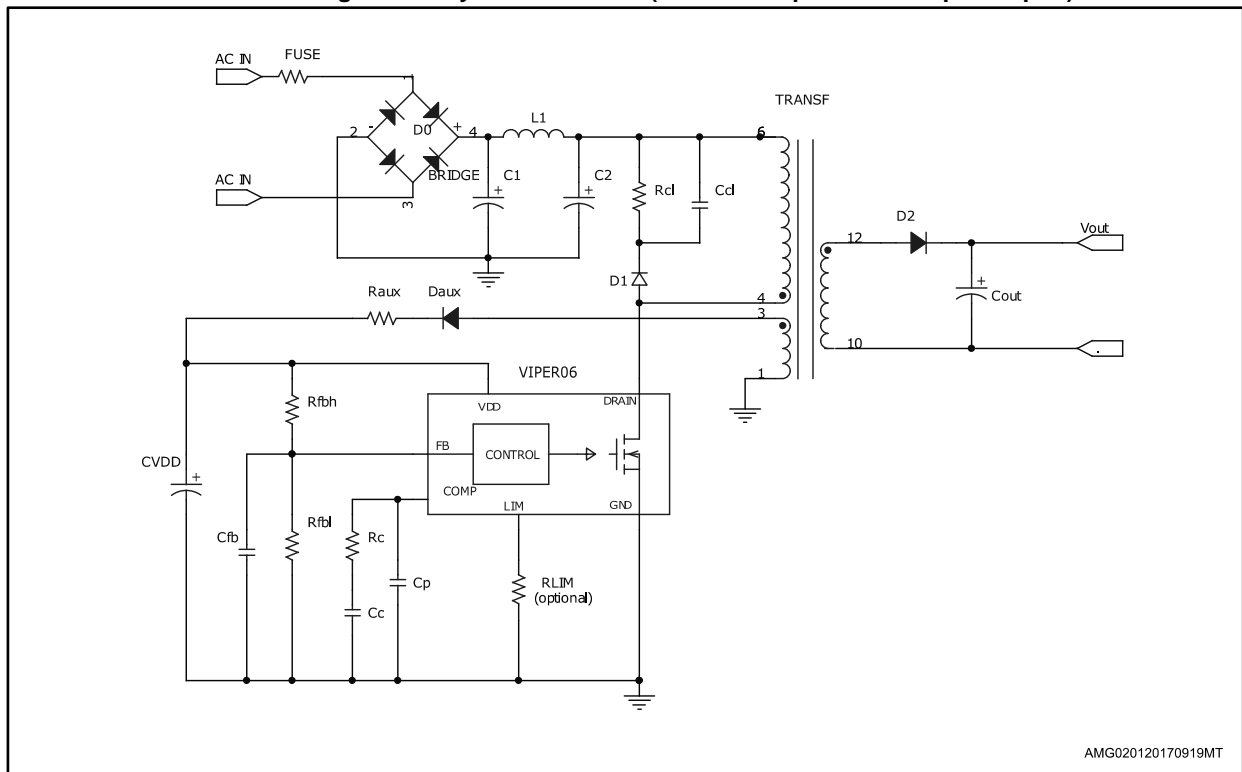 AC IN
FUSE
TRANSF
1
L1
6
2
-
D0
+
4
BRIDGE
C1
+
C2
+
Rcl
Ccl
AC IN
3
D2
12
Vout
+
Cout
D1
4
Raux
Daux
3
10
.
1
VIPER06
Rfbh
VDD
DRAIN
FB
CONTROL
CVDD
+
COMP
LIM
GND
Rfbl
Cfb
Rc
Cp
RLIM
(optional)
Cc
AMG020120170919MT